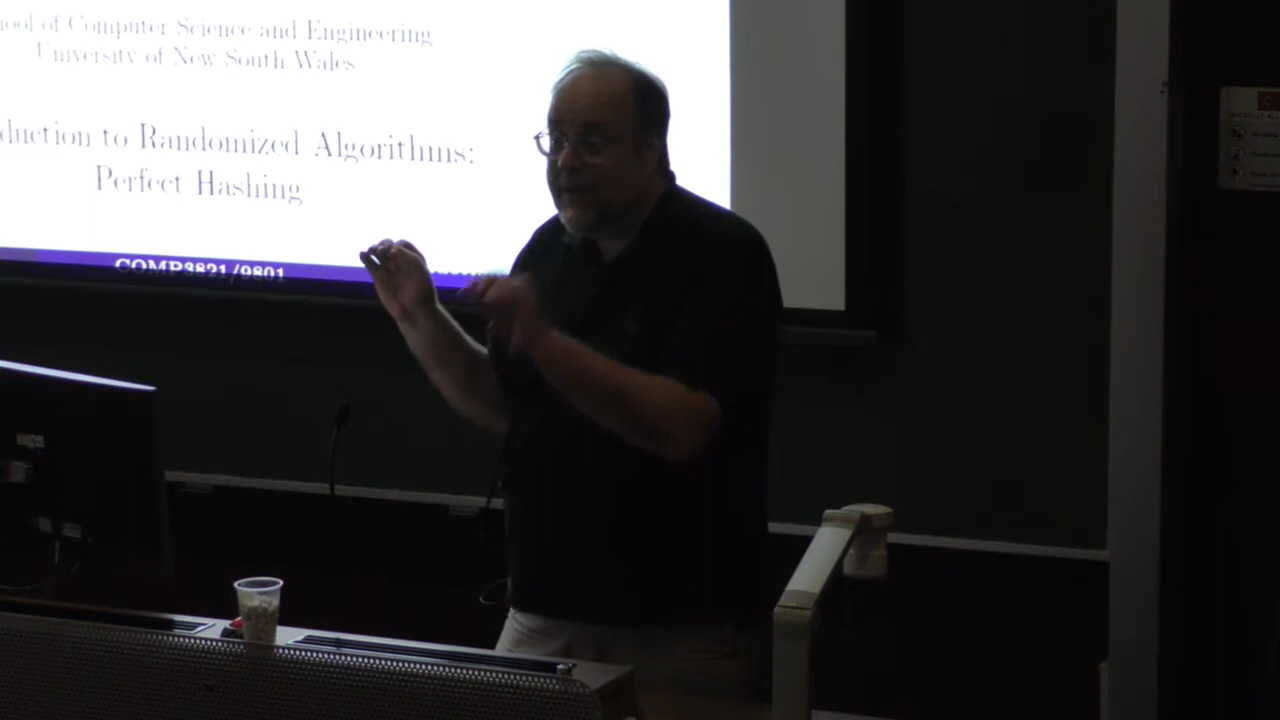 ool of Computer Science and Engineering
University of New South Wales
duction to Randomized Algorithms:
Perfect Hashing
COMP3821/9801